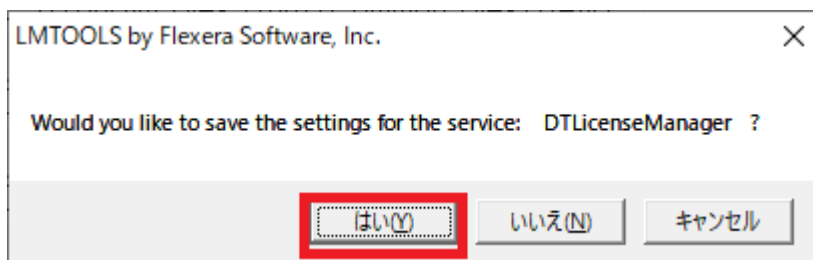 LMTOOLS by Flexera Software, Inc.
Would you like to save the settings for the service:   DTLicenseManager   ?
はい(Y)   いいえ(N)   キャンセル